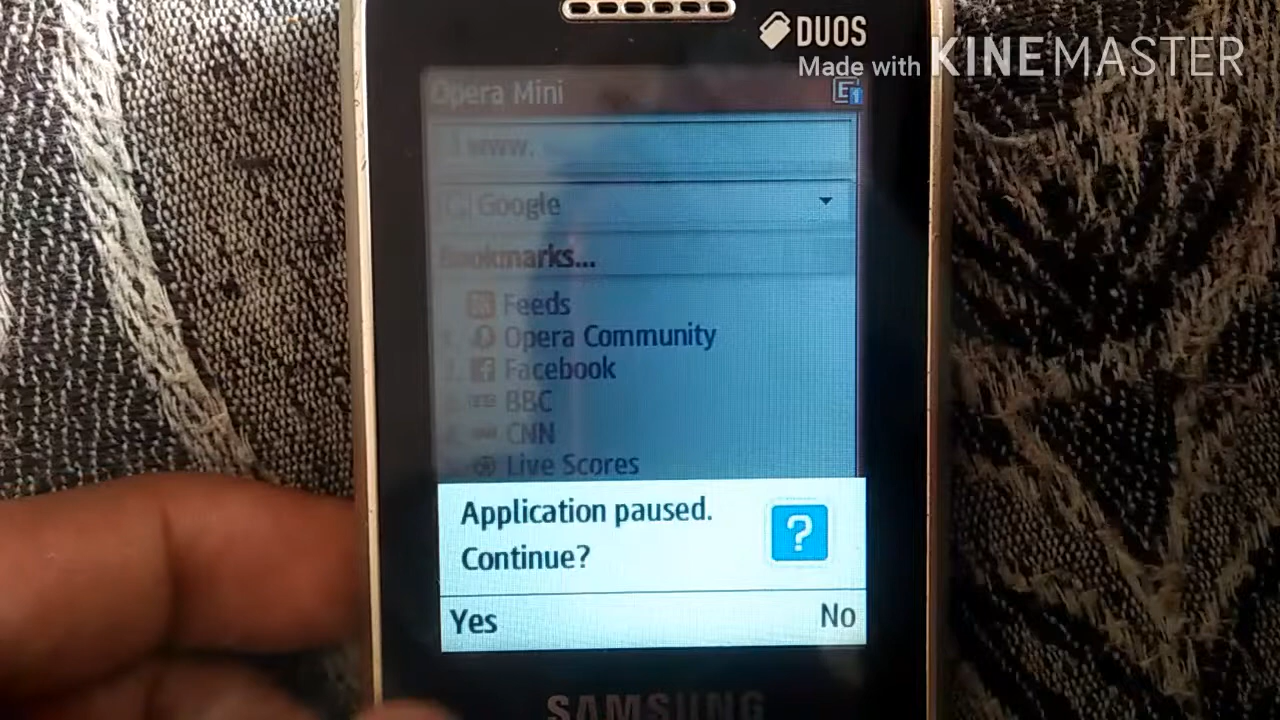 DUOS
Made with KINEMASTER
Opera Mini
E
www.
Google
Bookmarks...
Feeds
Opera Community
Facebook
BBC
CNN
Live Scores
Application paused.
Continue?
?
Yes No
SAMSUNG